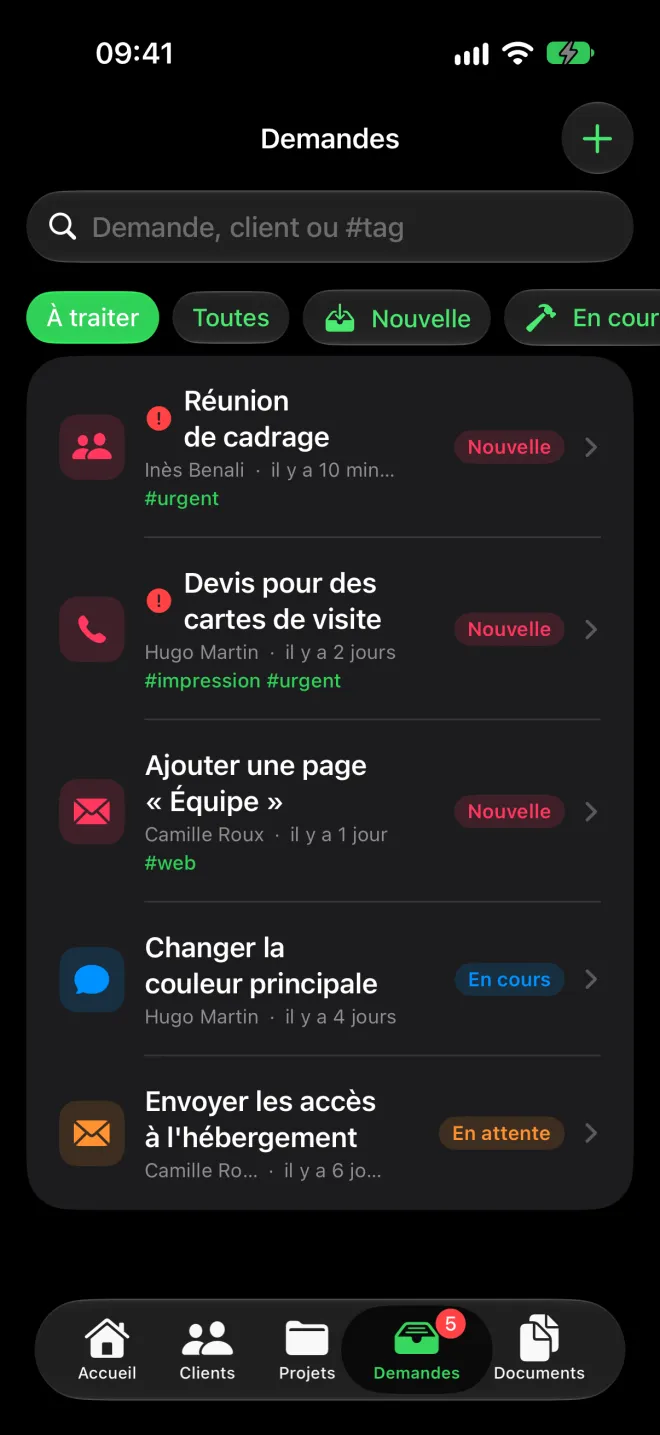 09:41
Demandes
Demande, client ou #tag
À traiter
Toutes
Nouvelle
En cour
Réunion
de cadrage
Inès Benali · il y a 10 min...
#urgent
Nouvelle
Devis pour des
cartes de visite
Hugo Martin · il y a 2 jours
#impression #urgent
Nouvelle
Ajouter une page
« Équipe »
Camille Roux · il y a 1 jour
#web
Nouvelle
Changer la
couleur principale
Hugo Martin · il y a 4 jours
En cours
Envoyer les accès
à l'hébergement
Camille Ro... · il y a 6 jo...
En attente
5
Accueil
Clients
Projets
Demandes
Documents